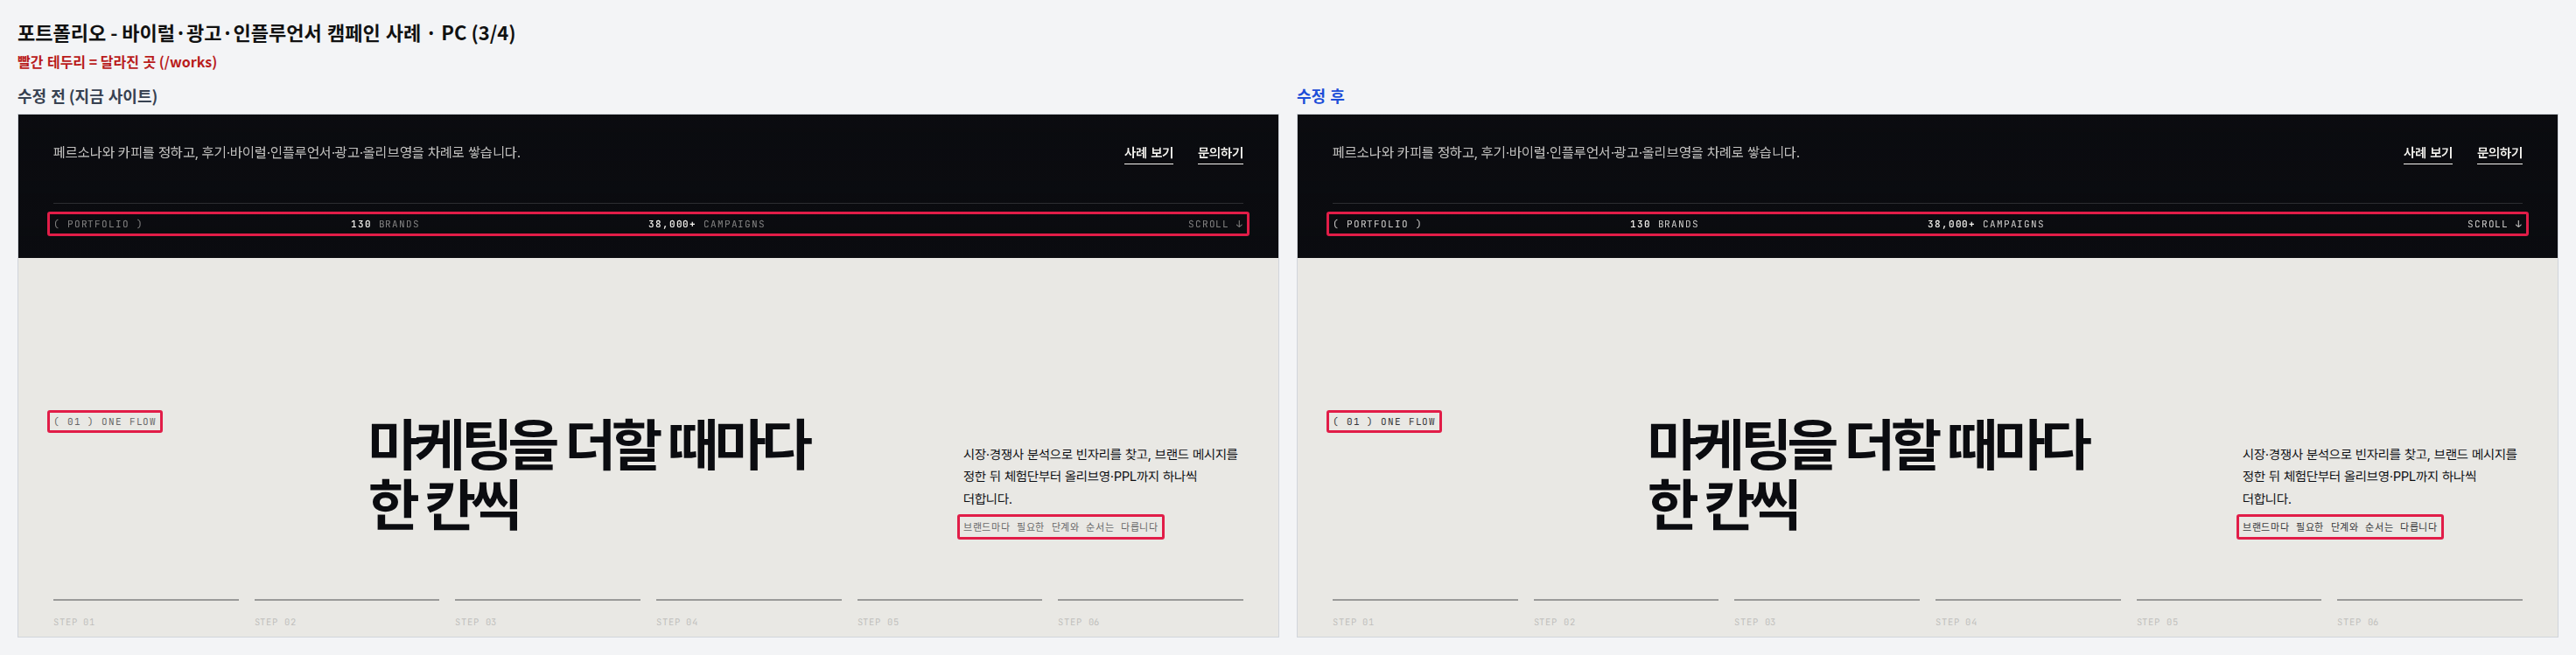 포트폴리오 - 바이럴·광고·인플루언서 캠페인 사례 · PC (3/4)
빨간 테두리 = 달라진 곳 (/works)
수정 전 (지금 사이트)
페르소나와 카피를 정하고, 후기·바이럴·인플루언서·광고·올리브영을 차례로 쌓습니다.
사례 보기 문의하기
( PORTFOLIO ) 130 BRANDS 38,000+ CAMPAIGNS SCROLL ↓
( 01 ) ONE FLOW
마케팅을 더할 때마다
한 칸씩
시장·경쟁사 분석으로 빈자리를 찾고, 브랜드 메시지를
정한 뒤 체험단부터 올리브영·PPL까지 하나씩
더합니다.
브랜드마다 필요한 단계와 순서는 다릅니다
STEP 01 STEP 02 STEP 03 STEP 04 STEP 05 STEP 06
수정 후
페르소나와 카피를 정하고, 후기·바이럴·인플루언서·광고·올리브영을 차례로 쌓습니다.
사례 보기 문의하기
( PORTFOLIO ) 130 BRANDS 38,000+ CAMPAIGNS SCROLL ↓
( 01 ) ONE FLOW
마케팅을 더할 때마다
한 칸씩
시장·경쟁사 분석으로 빈자리를 찾고, 브랜드 메시지를
정한 뒤 체험단부터 올리브영·PPL까지 하나씩
더합니다.
브랜드마다 필요한 단계와 순서는 다릅니다
STEP 01 STEP 02 STEP 03 STEP 04 STEP 05 STEP 06